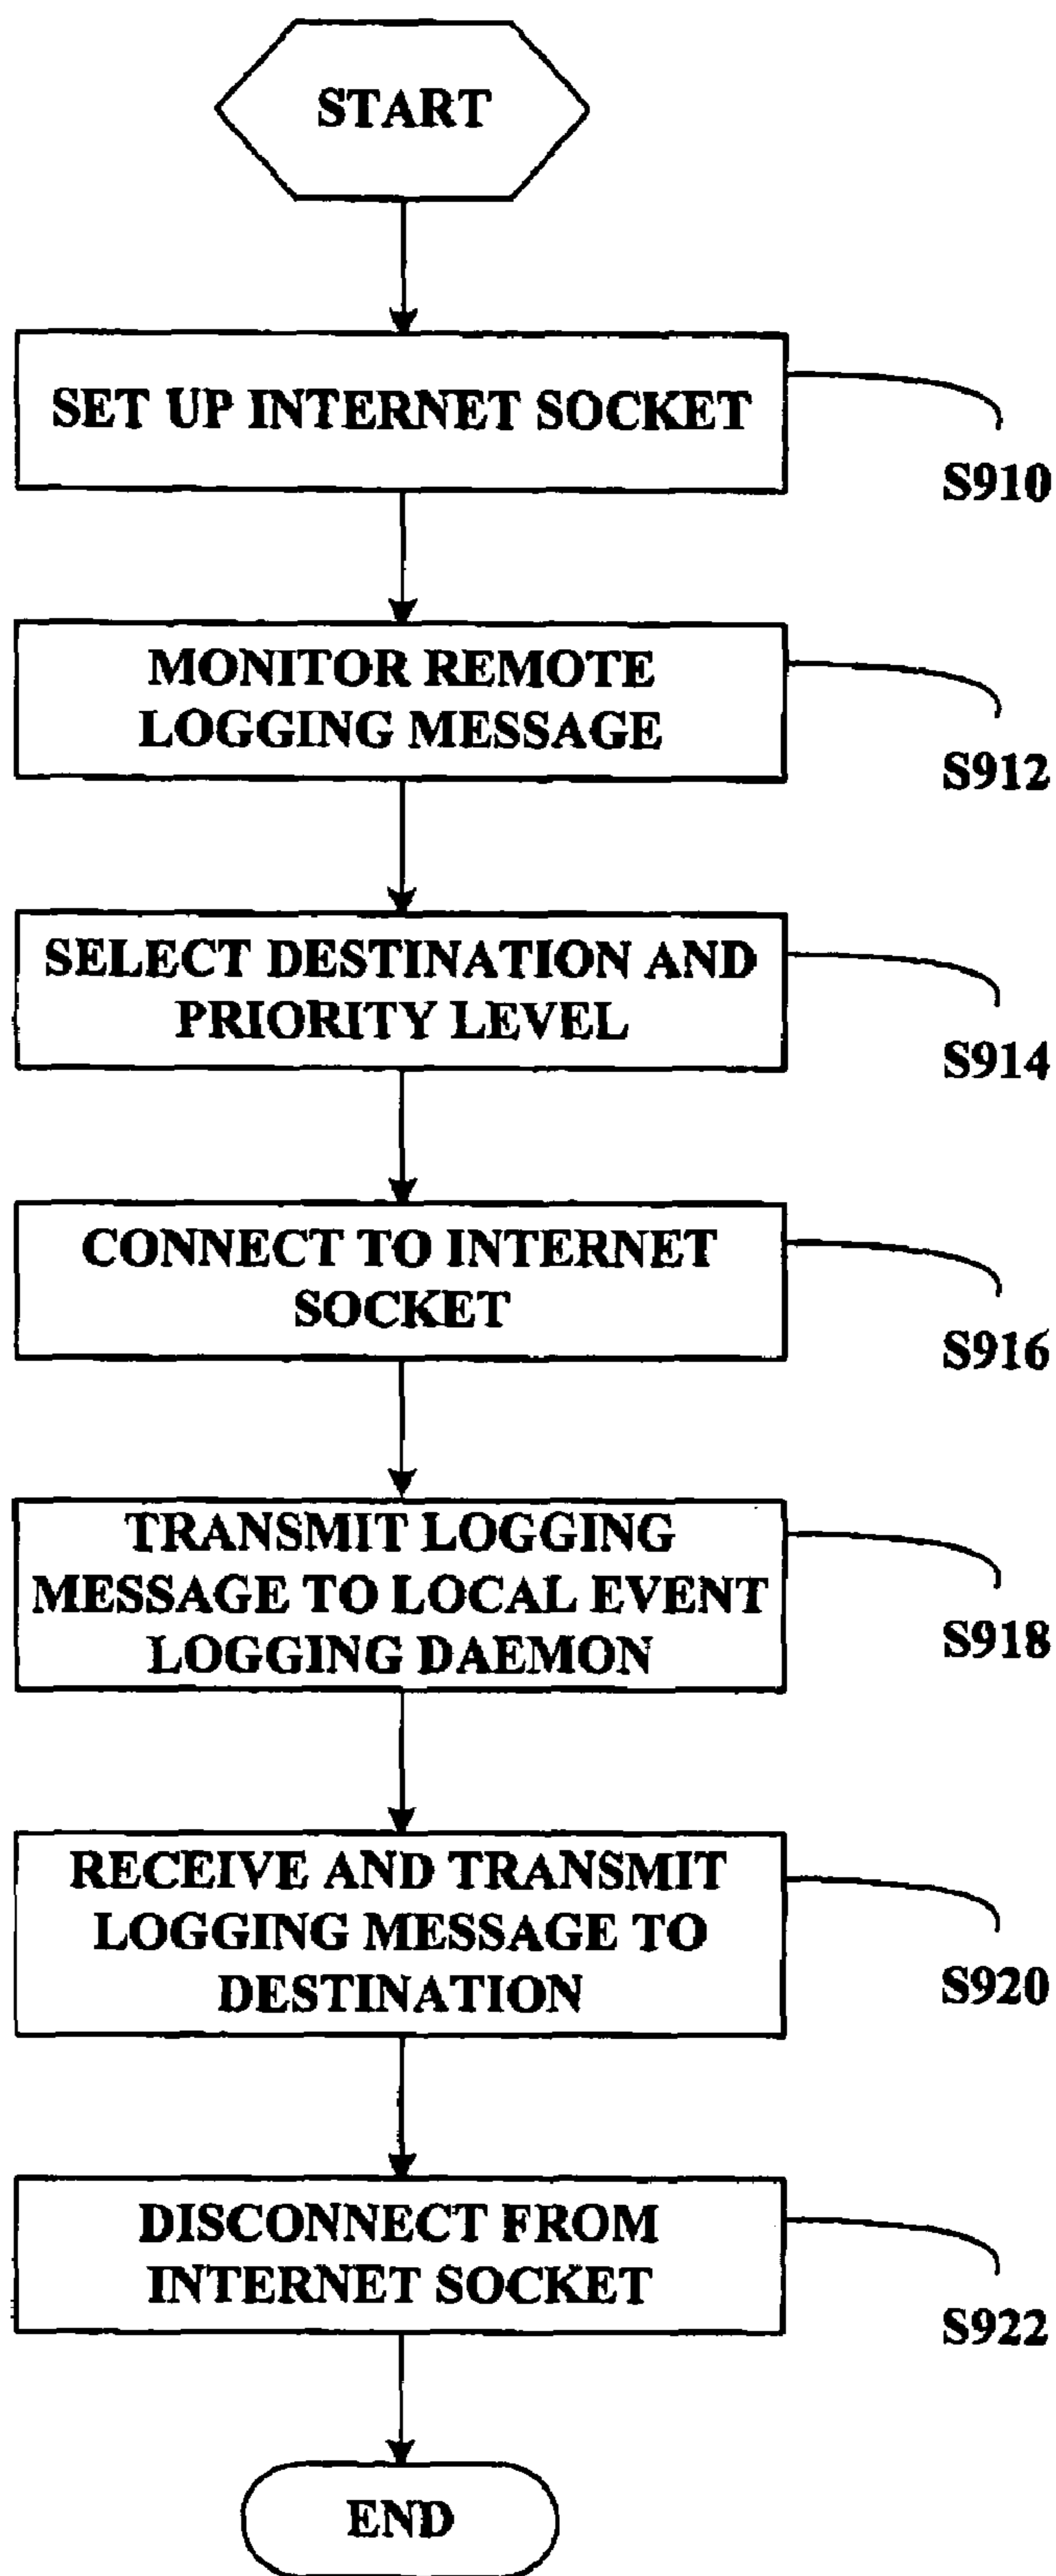 START
SET UP INTERNET SOCKET
S910
MONITOR REMOTE
LOGGING MESSAGE
S912
SELECT DESTINATION AND
PRIORITY LEVEL
S914
CONNECT TO INTERNET
SOCKET
S916
TRANSMIT LOGGING
MESSAGE TO LOCAL EVENT
LOGGING DAEMON
S918
RECEIVE AND TRANSMIT
LOGGING MESSAGE TO
DESTINATION
S920
DISCONNECT FROM
INTERNET SOCKET
S922
END